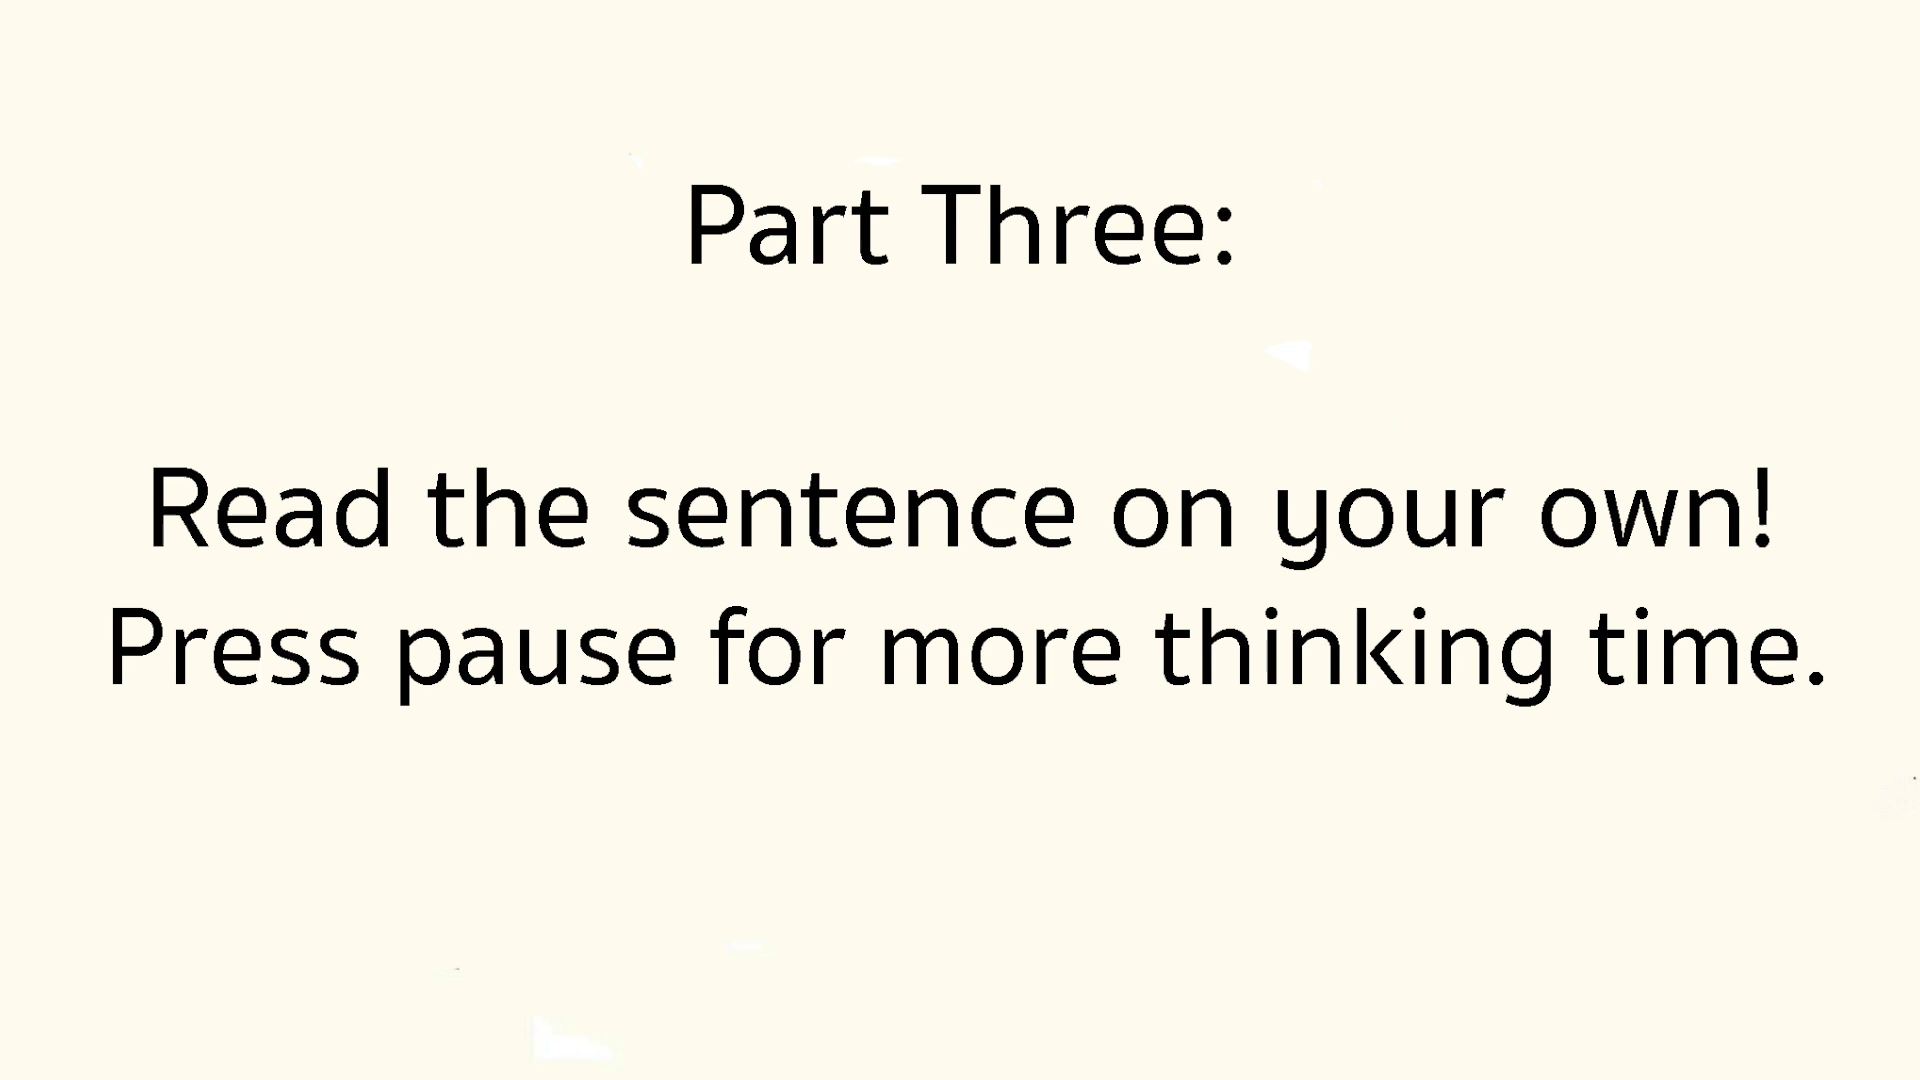 Part Three:
Read the sentence on your own!
Press pause for more thinking time.